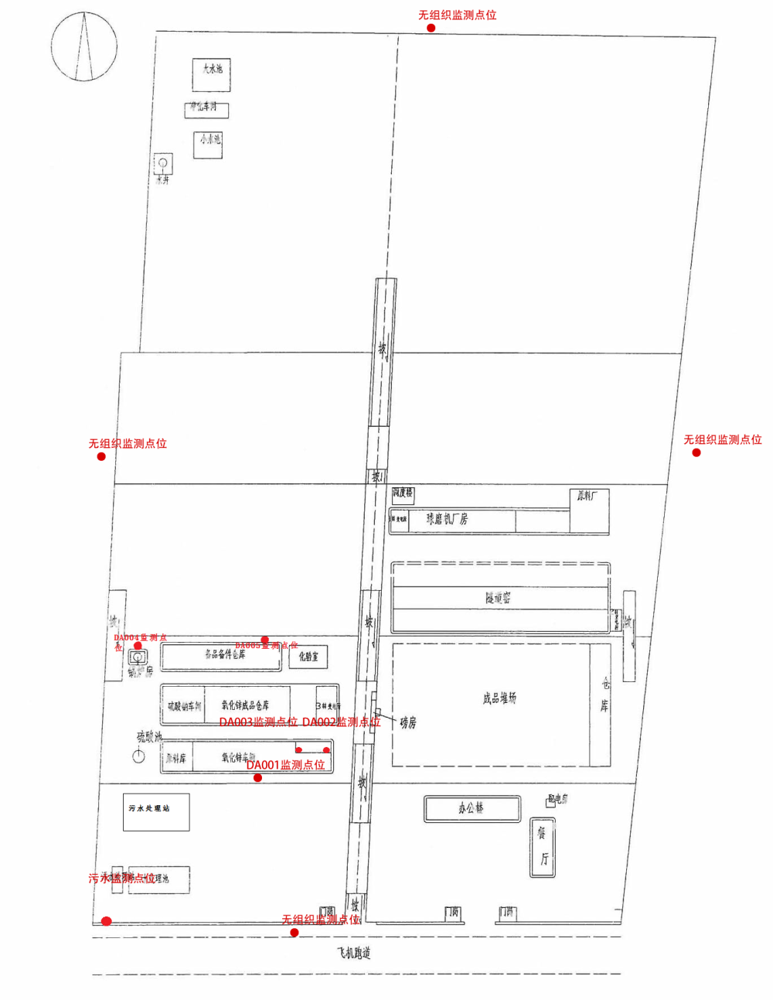 无组织监测点位
大水池
净化车间
小水池
水井
坡
无组织监测点位
无组织监测点位
坡
调度楼
原料厂
球磨机厂房
隧道窑
坡
坡
坡
DA004监测点
位
DA005监测点位
备品备件仓库
化验室
锅炉房
成品堆场
仓
库
硫酸钠车间
氧化锌成品仓库
3#变电所
DA003监测点位
DA002监测点位
磅房
硫酸池
原料库
氧化锌车间
DA001监测点位
坡
污水处理站
办公楼
配电房
餐
厅
污水监测点位
理池
门岗
坡
门岗
门岗
无组织监测点位
飞机跑道